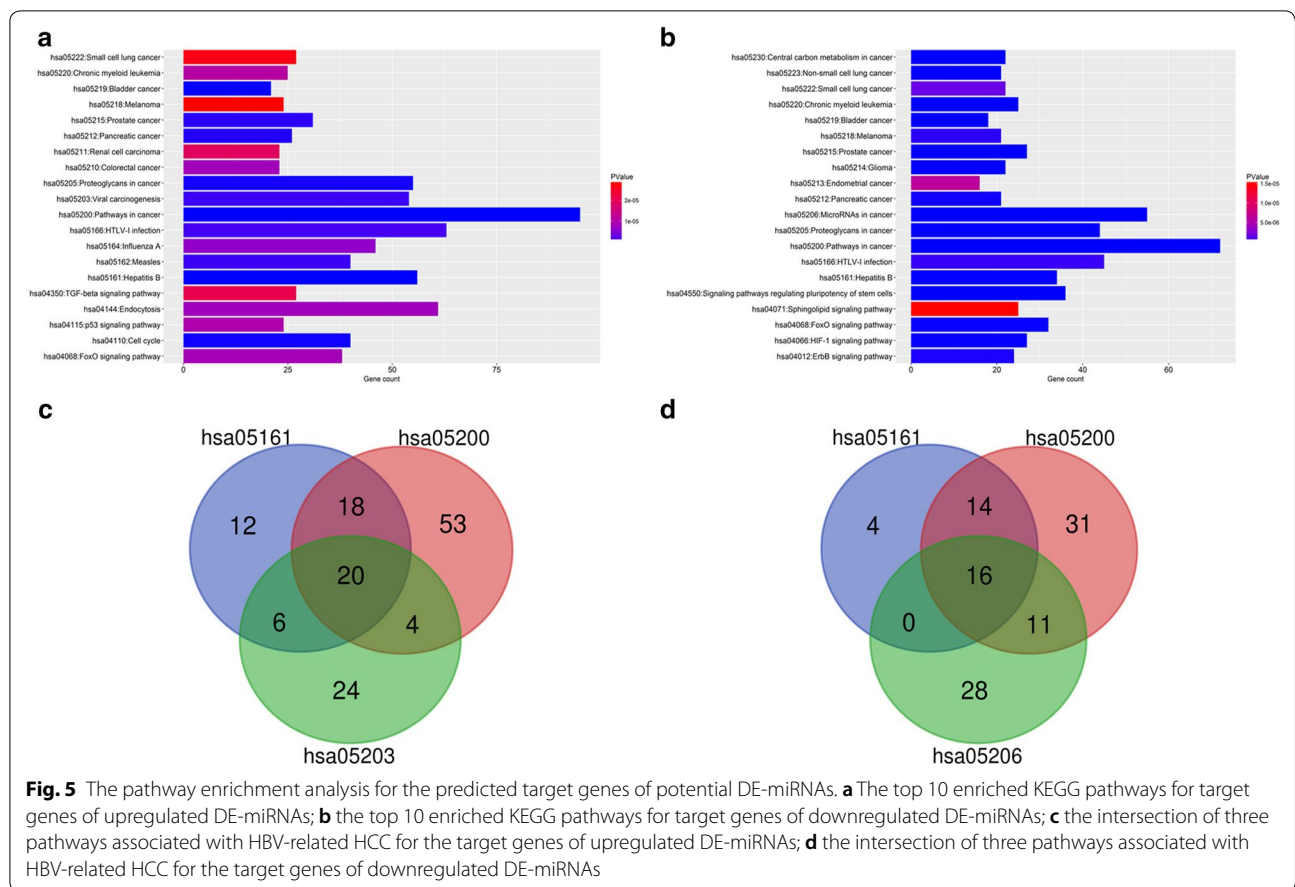 a
hsa05222:Small cell lung cancer
hsa05220:Chronic myeloid leukemia
hsa05219:Bladder cancer
hsa05218:Melanoma
hsa05215:Prostate cancer
hsa05212:Pancreatic cancer
hsa05211:Renal cell carcinoma
hsa05210:Colorectal cancer
hsa05205:Proteoglycans in cancer
hsa05203:Viral carcinogenesis
hsa05200:Pathways in cancer
hsa05166:HTLV-I infection
hsa05164:Influenza A
hsa05162:Measles
hsa05161:Hepatitis B
hsa04350:TGF-beta signaling pathway
hsa04144:Endocytosis
hsa04115:p53 signaling pathway
hsa04110:Cell cycle
hsa04068:FoxO signaling pathway
0 25 50 75
Gene count
PValue
2e-05
1e-05
b
hsa05230:Central carbon metabolism in cancer
hsa05223:Non-small cell lung cancer
hsa05222:Small cell lung cancer
hsa05220:Chronic myeloid leukemia
hsa05219:Bladder cancer
hsa05218:Melanoma
hsa05215:Prostate cancer
hsa05214:Glioma
hsa05213:Endometrial cancer
hsa05212:Pancreatic cancer
hsa05206:MicroRNAs in cancer
hsa05205:Proteoglycans in cancer
hsa05200:Pathways in cancer
hsa05166:HTLV-I infection
hsa05161:Hepatitis B
hsa04550:Signaling pathways regulating pluripotency of stem cells
hsa04071:Sphingolipid signaling pathway
hsa04068:FoxO signaling pathway
hsa04066:HIF-1 signaling pathway
hsa04012:ErbB signaling pathway
0 20 40 60
Gene count
PValue
1.5e-05
1.0e-05
5.0e-06
c
hsa05161 hsa05200
12 18 53
20
6 4
24
hsa05203
d
hsa05161 hsa05200
4 14 31
16
0 11
28
hsa05206
Fig. 5 The pathway enrichment analysis for the predicted target genes of potential DE-miRNAs. a The top 10 enriched KEGG pathways for target
genes of upregulated DE-miRNAs; b the top 10 enriched KEGG pathways for target genes of downregulated DE-miRNAs; c the intersection of three
pathways associated with HBV-related HCC for the target genes of upregulated DE-miRNAs; d the intersection of three pathways associated with
HBV-related HCC for the target genes of downregulated DE-miRNAs